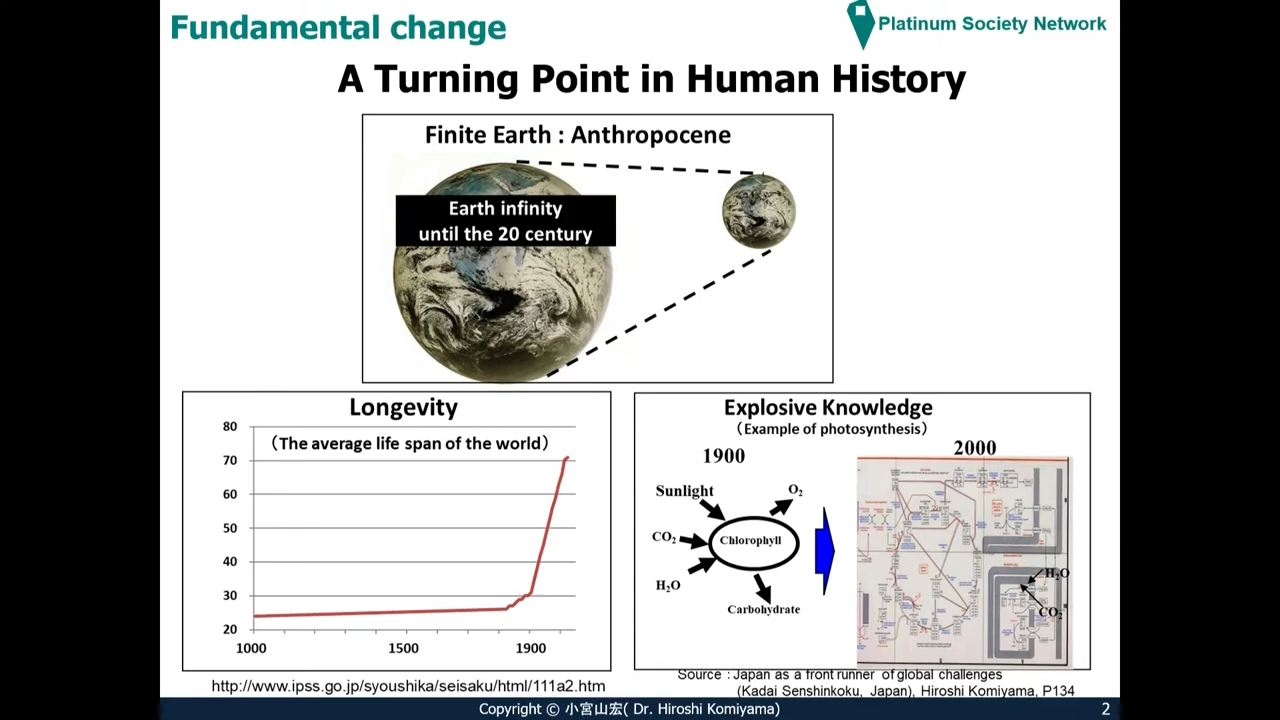 Fundamental change
Platinum Society Network
A Turning Point in Human History
Finite Earth : Anthropocene
Earth infinity
until the 20 century
Longevity
（The average life span of the world）
80
70
60
50
40
30
20
1000
1500
1900
http://www.ipss.go.jp/syoushika/seisaku/html/111a2.htm
Explosive Knowledge
（Example of photosynthesis）
1900
2000
Sunlight
O₂
CO₂
Chlorophyll
H₂O
Carbohydrate
H₂O
CO₂
Source : Japan as a front runner of global challenges
(Kadai Senshinkoku, Japan), Hiroshi Komiyama, P134
Copyright © 小宮山宏( Dr. Hiroshi Komiyama)
2